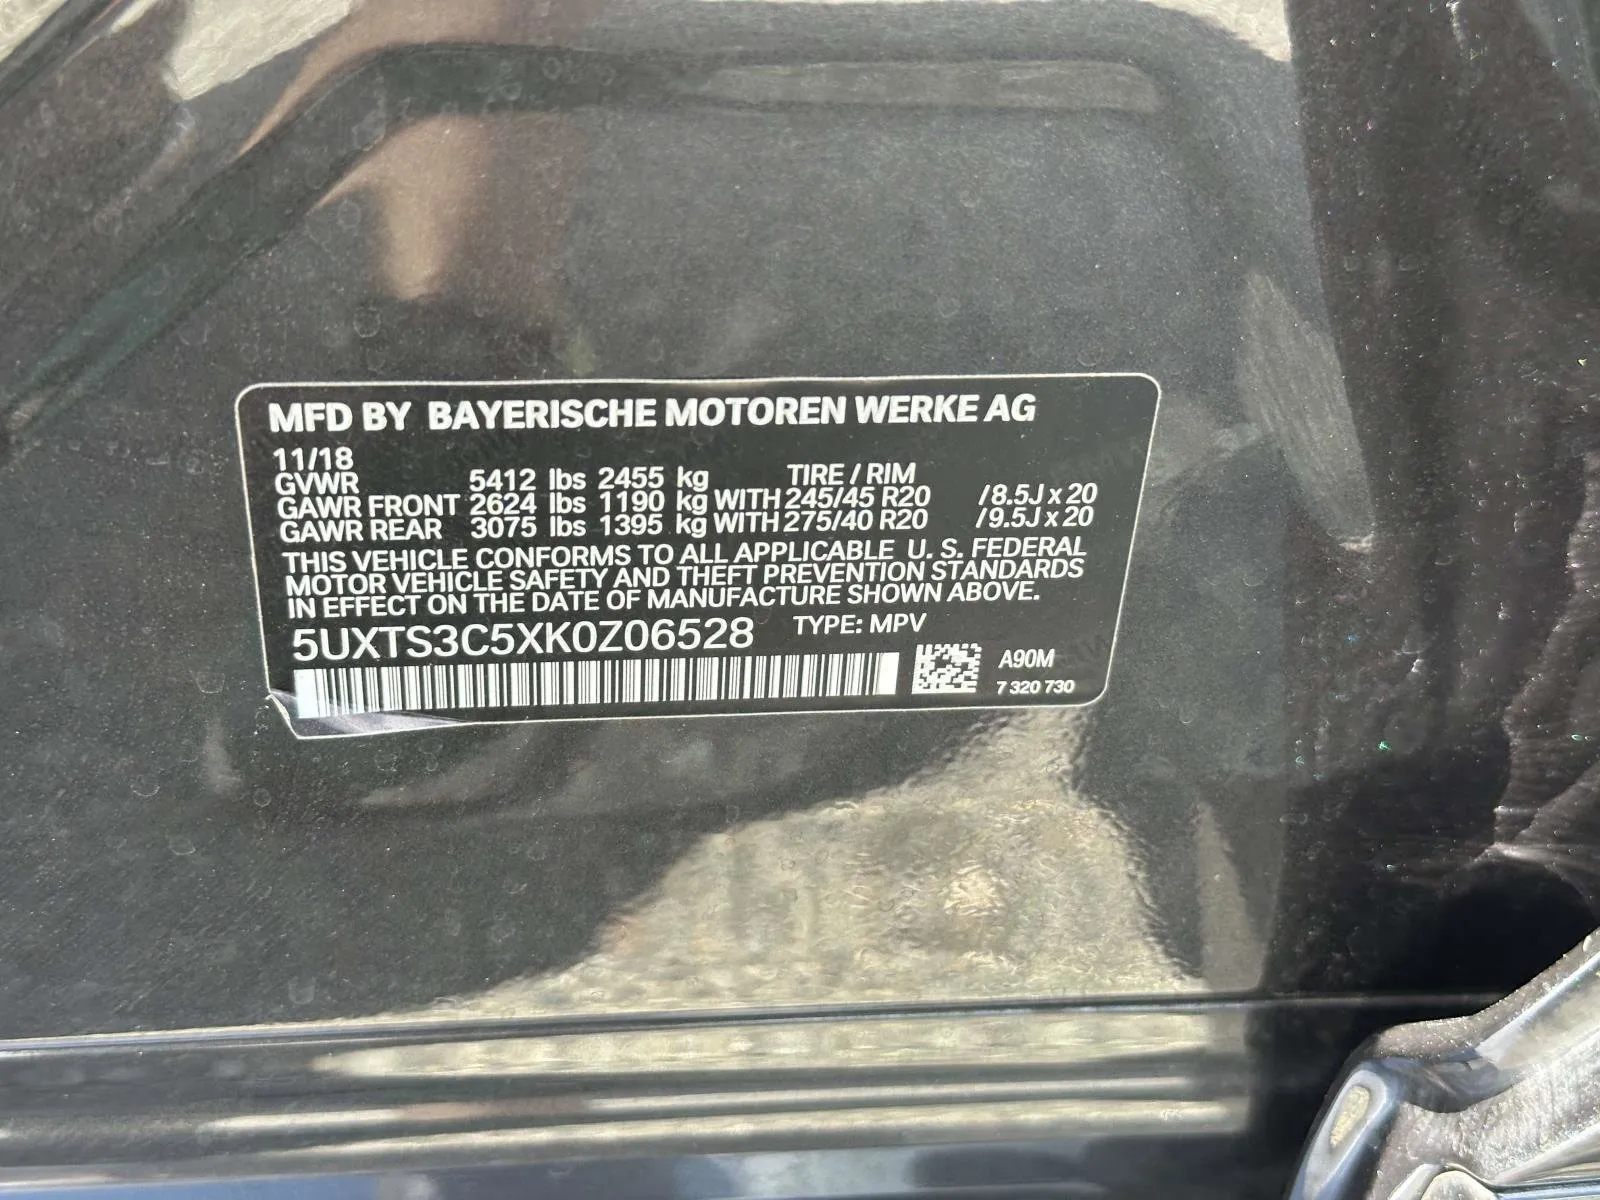 MFD BY BAYERISCHE MOTOREN WERKE AG
11/18
GVWR 5412 lbs 2455 kg TIRE / RIM
GAWR FRONT 2624 lbs 1190 kg WITH 245/45 R20 /8.5J x 20
GAWR REAR 3075 lbs 1395 kg WITH 275/40 R20 /9.5J x 20
THIS VEHICLE CONFORMS TO ALL APPLICABLE U. S. FEDERAL
MOTOR VEHICLE SAFETY AND THEFT PREVENTION STANDARDS
IN EFFECT ON THE DATE OF MANUFACTURE SHOWN ABOVE.
5UXTS3C5XK0Z06528 TYPE: MPV
A90M
7 320 730